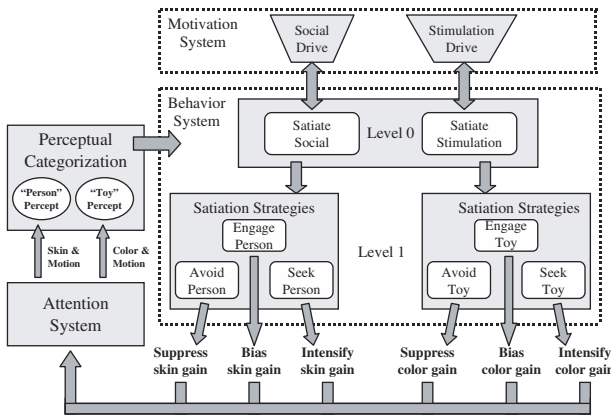 Motivation
System
Social
Drive
Stimulation
Drive
Behavior
System
Satiate
Social
Level 0
Satiate
Stimulation
Perceptual
Categorization
“Person”
Percept
“Toy”
Percept
Skin &
Motion
Color &
Motion
Attention
System
Satiation Strategies
Engage
Person
Avoid
Person
Seek
Person
Level 1
Satiation Strategies
Engage
Toy
Avoid
Toy
Seek
Toy
Suppress
skin gain
Bias
skin gain
Intensify
skin gain
Suppress
color gain
Bias
color gain
Intensify
color gain